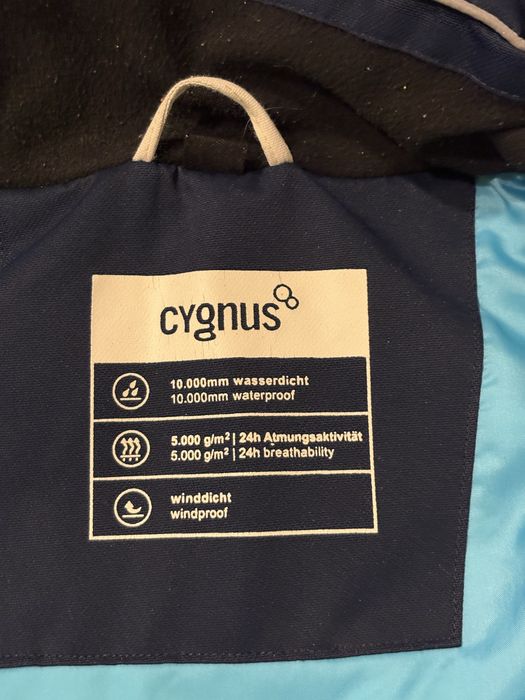 cygnus
10.000mm wasserdicht
10.000mm waterproof
5.000 g/m² | 24h Atmungsaktivität
5.000 g/m² | 24h breathability
winddicht
windproof